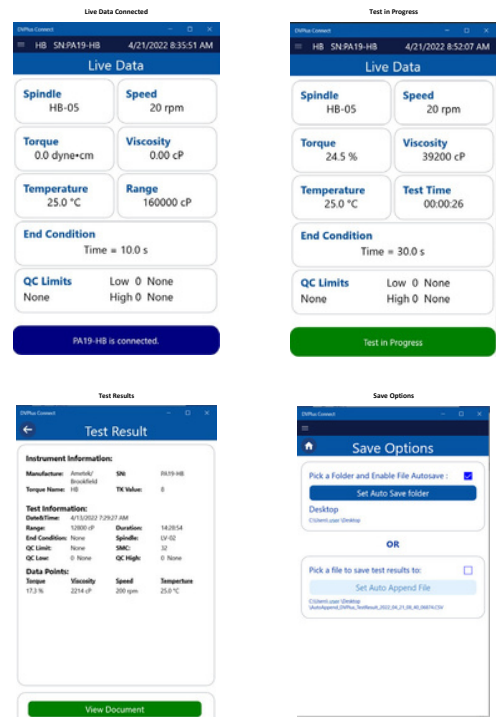 Live Data Connected
DVPlus Connect
HB SN:PA19-HB 4/21/2022 8:35:51 AM
Live Data
Spindle
HB-05
Speed
20 rpm
Torque
0.0 dyne•cm
Viscosity
0.00 cP
Temperature
25.0 °C
Range
160000 cP
End Condition
Time = 10.0 s
QC Limits Low 0 None
None High 0 None
PA19-HB is connected.
Test in Progress
DVPlus Connect
HB SN:PA19-HB 4/21/2022 8:52:07 AM
Live Data
Spindle
HB-05
Speed
20 rpm
Torque
24.5 %
Viscosity
39200 cP
Temperature
25.0 °C
Test Time
00:00:26
End Condition
Time = 30.0 s
QC Limits Low 0 None
None High 0 None
Test in Progress
Test Results
DVPlus Connect
Test Result
Instrument Information:
Manufacture: Ametek/ SN: PA19-HB
Brookfield
Torque Name: HB TK Value: 8
Test Information:
Date&Time: 4/13/2022 7:29:27 AM
Range: 12800 cP Duration: 14:28:54
End Condition: None Spindle: LV-02
QC Limit: None SMC: 32
QC Low: 0 None QC High: 0 None
Data Points:
Torque Viscosity Speed Temperture
17.3 % 2214 cP 200 rpm 25.0 °C
View Document
Save Options
DVPlus Connect
Save Options
Pick a Folder and Enable File Autosave :
Set Auto Save folder
Desktop
OR
Pick a file to save test results to:
Set Auto Append File